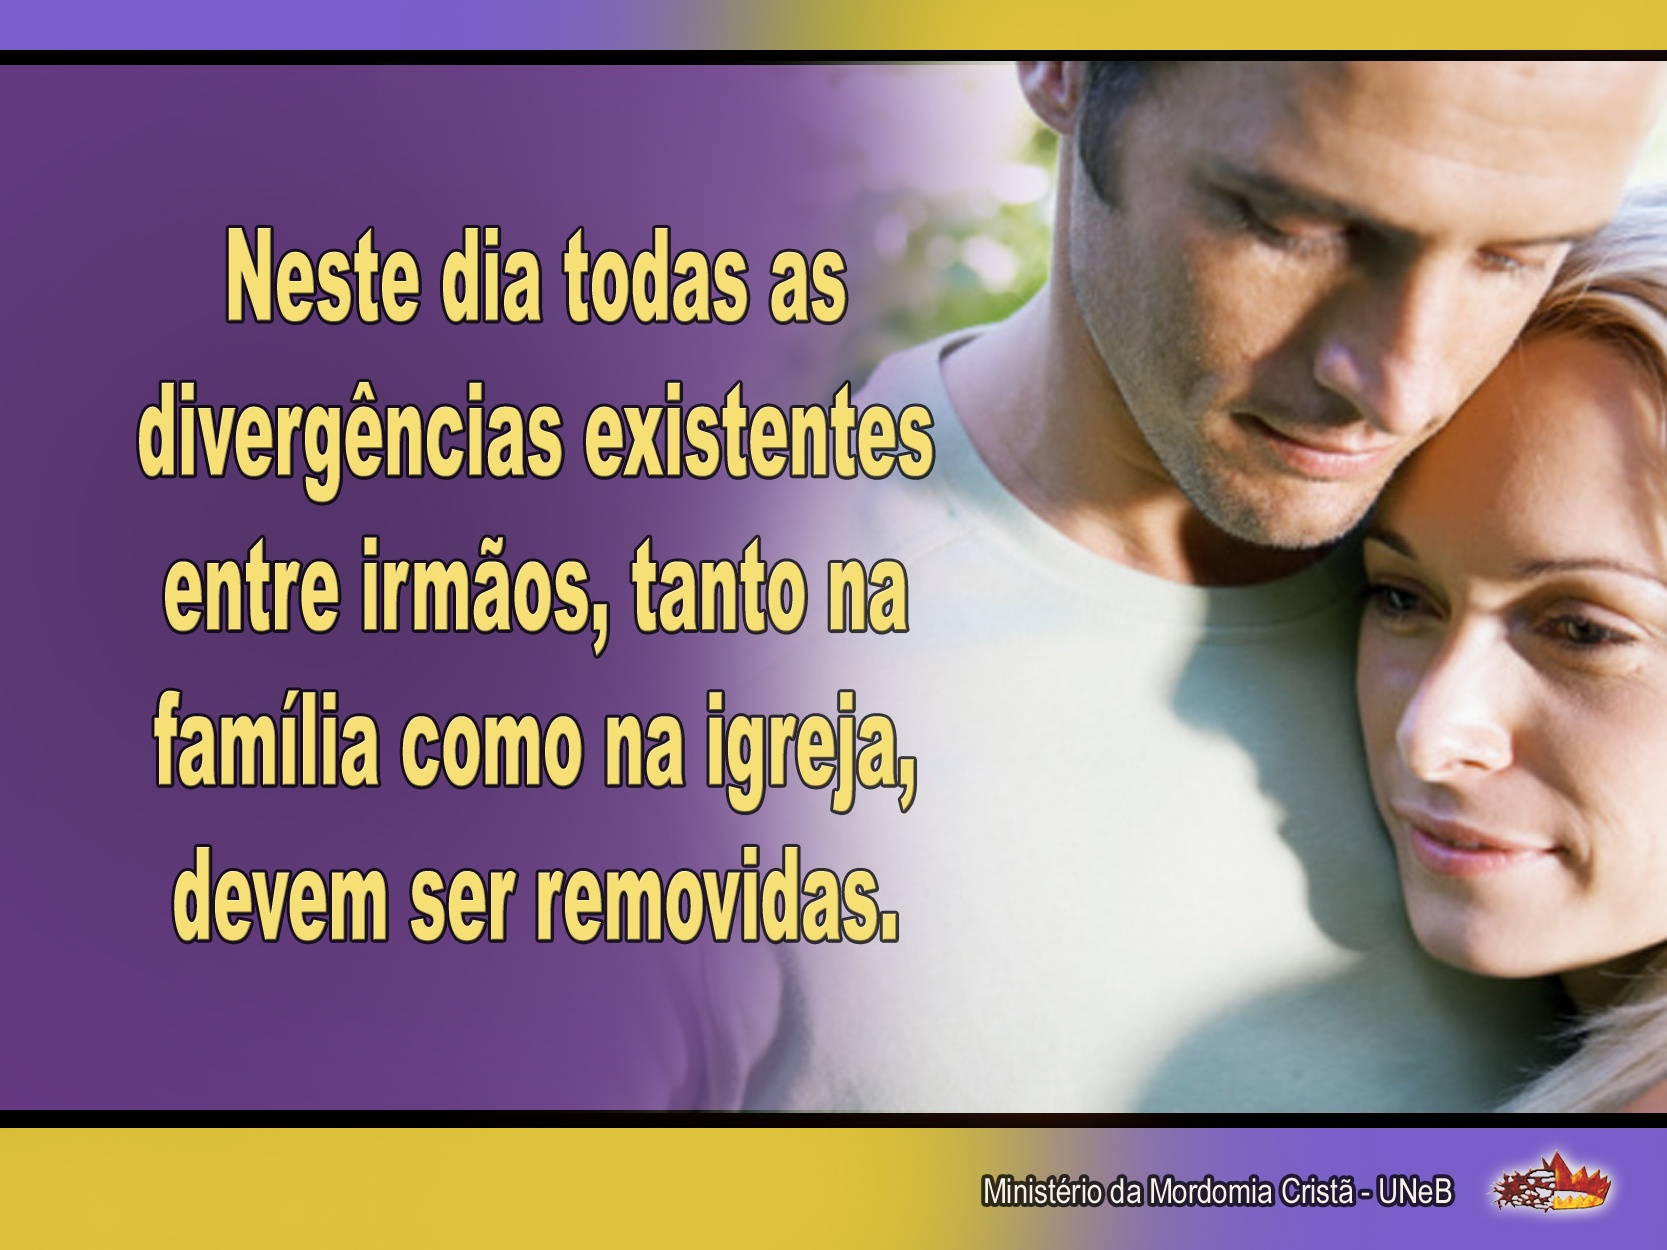 Neste dia todas as
divergências existentes
entre irmãos, tanto na
família como na igreja,
devem ser removidas.
Ministério da Mordomia Cristã - UNeB